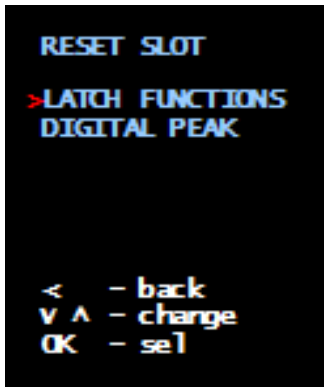 RESET SLOT
>LATCH FUNCTIONS
DIGITAL PEAK
< - back
v ^ - change
OK - sel